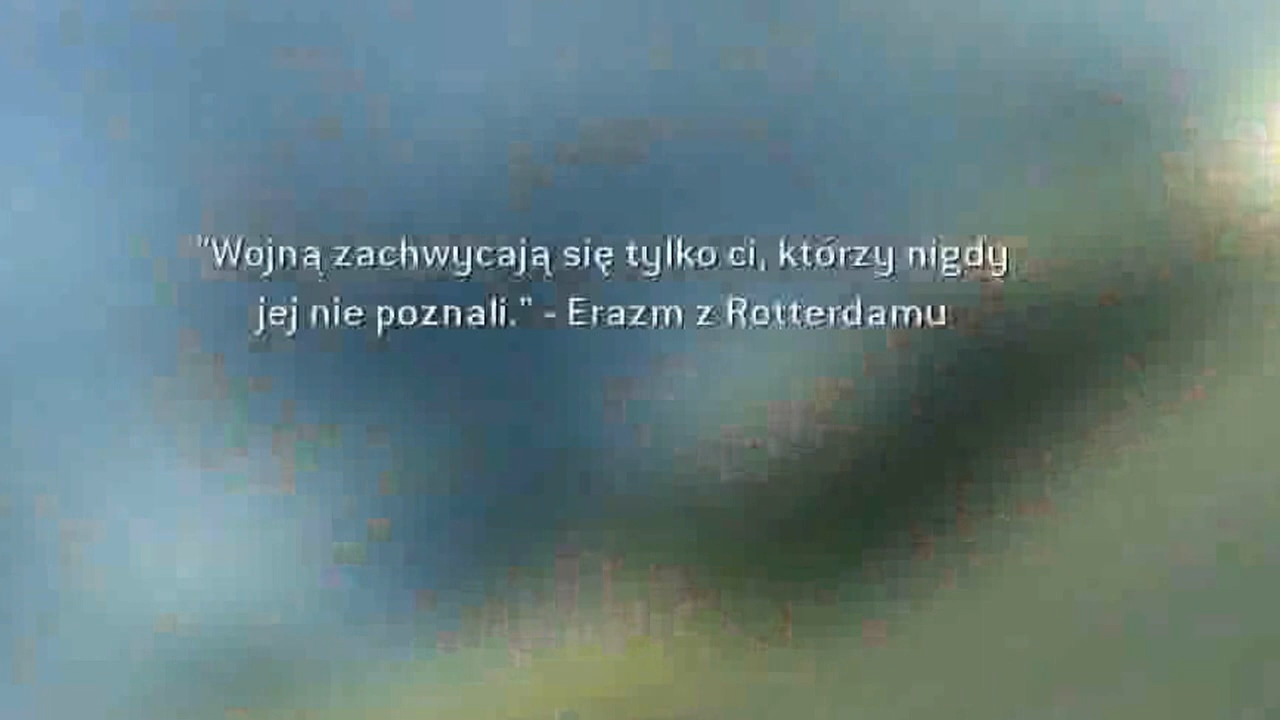 "Wojną zachwycają się tylko ci, którzy nigdy
jej nie poznali." - Erazm z Rotterdamu